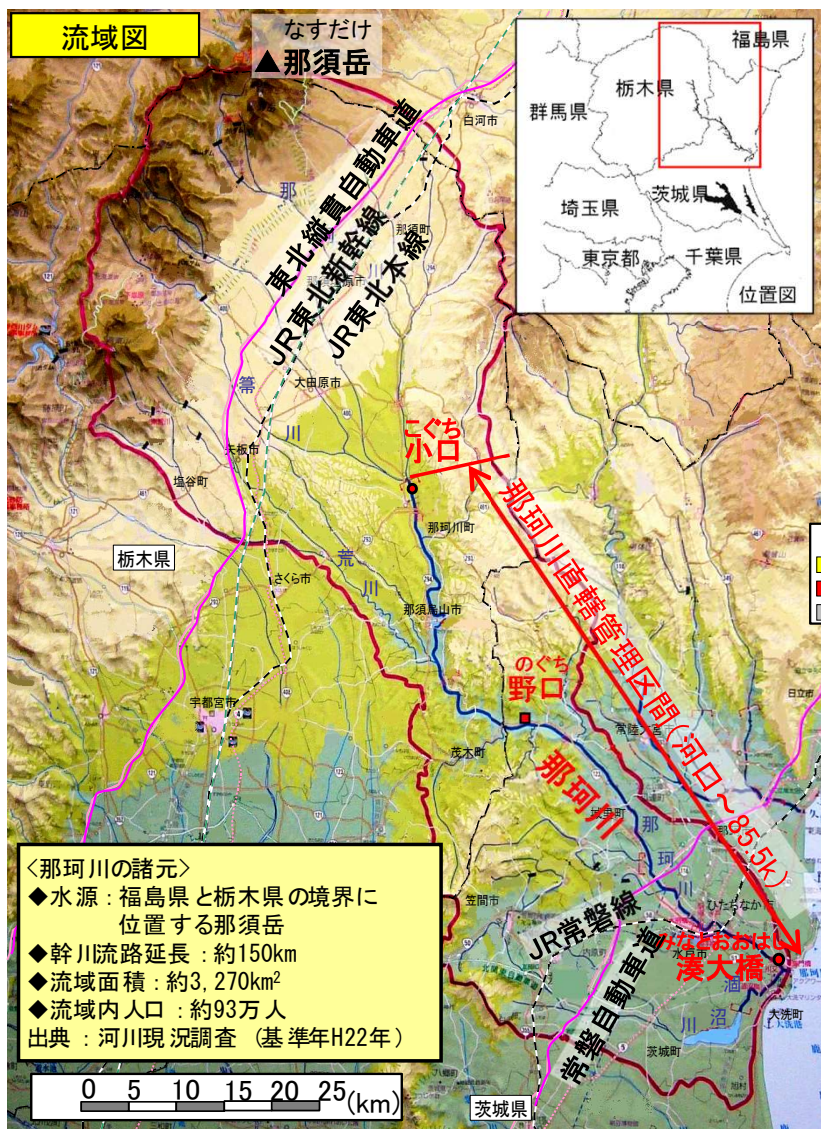 流域図
なすだけ
▲那須岳
福島県
栃木県
群馬県
茨城県
埼玉県
東京都
千葉県
位置図
白河市
那
東北縦貫自動車道
JR東北新幹線
JR東北本線
那須町
川
大田原市
箒
川
こぐち
小口
矢板市
塩谷町
那珂川町
栃木県
荒
川
さくら市
那須烏山市
那珂川直轄管理区間(河口～85.5k)
のぐち
野口
日立市
宇都宮市
常陸大宮市
茂木町
那珂川
城里町
那
珂
川
<那珂川の諸元>
◆水源:福島県と栃木県の境界に
位置する那須岳
◆幹川流路延長:約150km
◆流域面積:約3,270km²
◆流域内人口:約93万人
出典:河川現況調査(基準年H22年)
笠間市
ひたちなか市
JR常磐線
水戸市
みなとおおはし
湊大橋
常磐自動車道
涸
沼
川
大洗町
茨城町
旭村
0 5 10 15 20 25(km)
茨城県